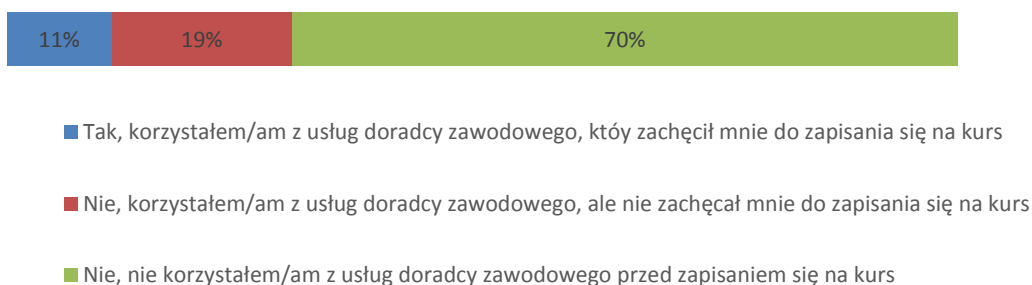 11% 19% 70%
Tak, korzystałem/am z usług doradcy zawodowego, któy zachęcił mnie do zapisania się na kurs
Nie, korzystałem/am z usług doradcy zawodowego, ale nie zachęcał mnie do zapisania się na kurs
Nie, nie korzystałem/am z usług doradcy zawodowego przed zapisaniem się na kurs